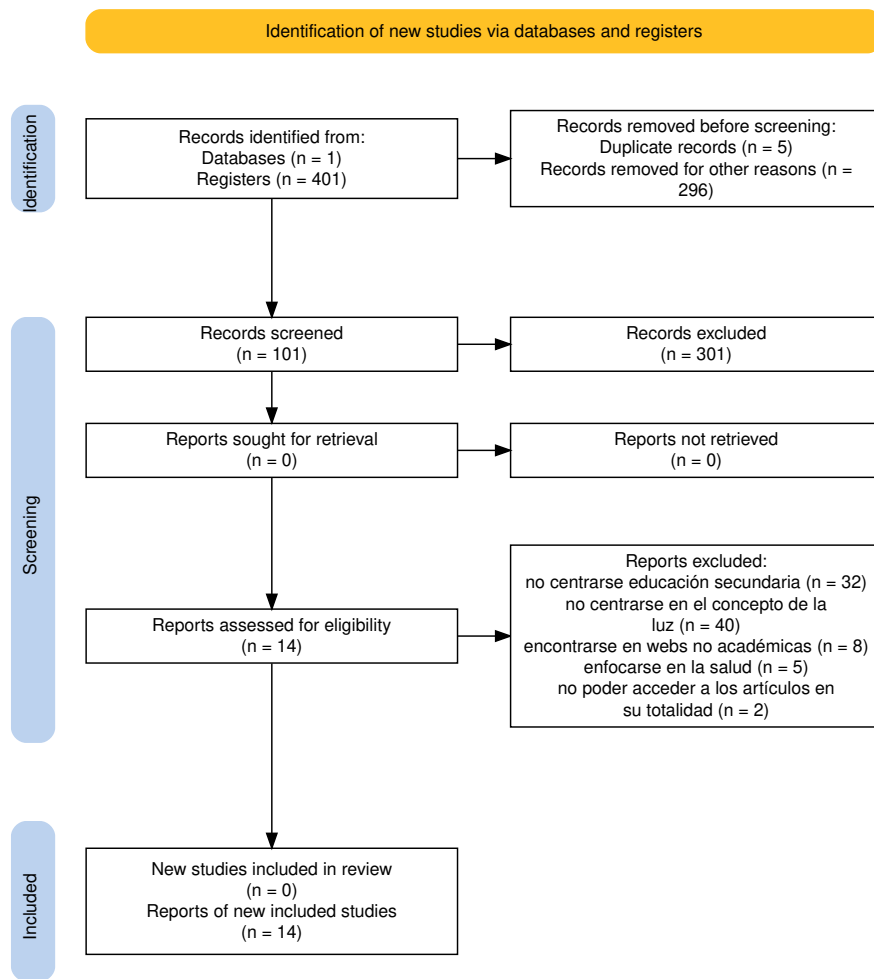 Identification of new studies via databases and registers
Identification
Records identified from:
Databases (n = 1)
Registers (n = 401)
Records removed before screening:
Duplicate records (n = 5)
Records removed for other reasons (n =
296)
Screening
Records screened
(n = 101)
Records excluded
(n = 301)
Reports sought for retrieval
(n = 0)
Reports not retrieved
(n = 0)
Reports assessed for eligibility
(n = 14)
Reports excluded:
no centrarse educación secundaria (n = 32)
no centrarse en el concepto de la
luz (n = 40)
encontrarse en webs no académicas (n = 8)
enfocarse en la salud (n = 5)
no poder acceder a los artículos en
su totalidad (n = 2)
Included
New studies included in review
(n = 0)
Reports of new included studies
(n = 14)